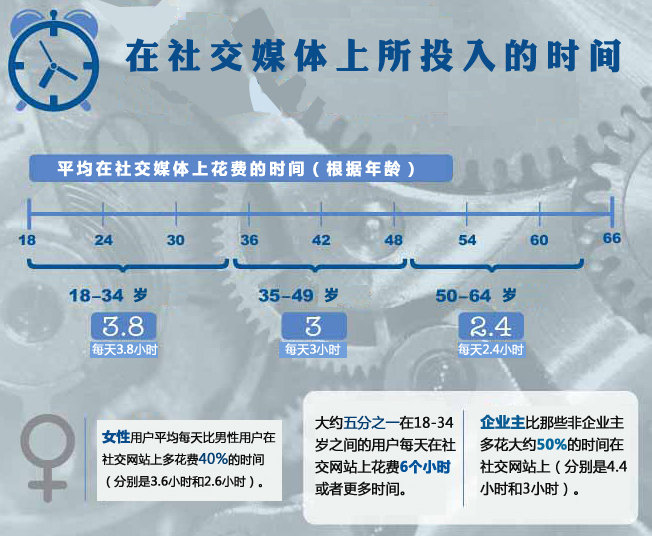 在社交媒体上所投入的时间
平均在社交媒体上花费的时间（根据年龄）
18 24 30 36 42 48 54 60 66
18-34 岁 35-49 岁 50-64 岁
3.8 3 2.4
每天3.8小时 每天3小时 每天2.4小时
女性用户平均每天比男性用户在
社交网站上多花费40%的时间
（分别是3.6小时和2.6小时）。
大约五分之一在18-34
岁之间的用户每天在社
交网站上花费6个小时
或者更多时间。
企业主比那些非企业主
多花大约50%的时间在
社交网站上（分别是4.4
小时和3小时）。